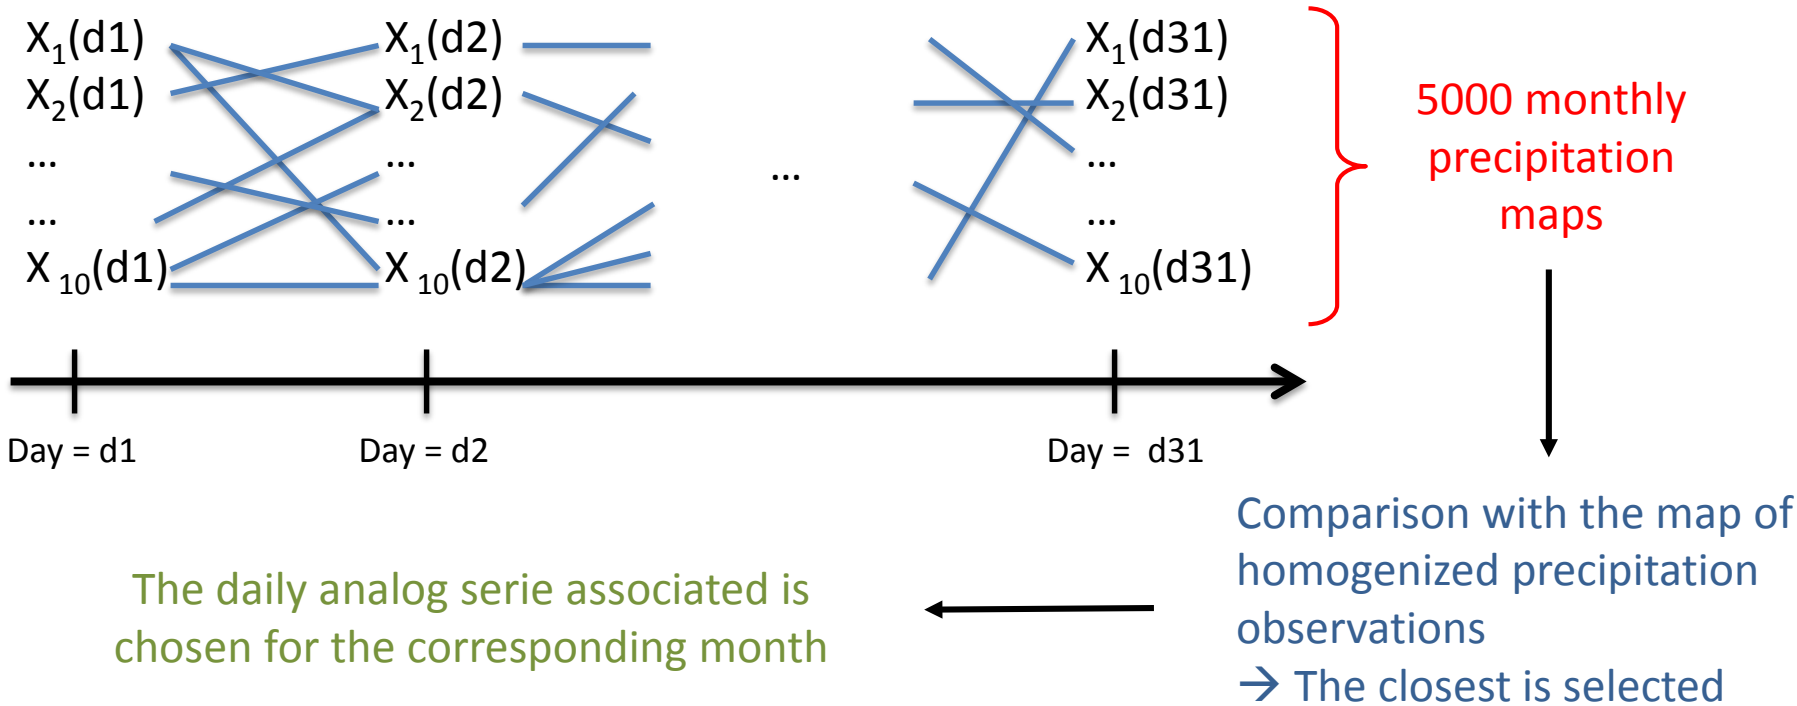 X1(d1) X1(d2) X1(d31)
X2(d1) X2(d2) X2(d31)
... ... ...
...
... ... ...
X 10(d1) X 10(d2) X 10(d31)
5000 monthly
precipitation
maps
Day = d1 Day = d2 Day = d31
Comparison with the map of
homogenized precipitation
observations
→ The closest is selected
The daily analog serie associated is
chosen for the corresponding month